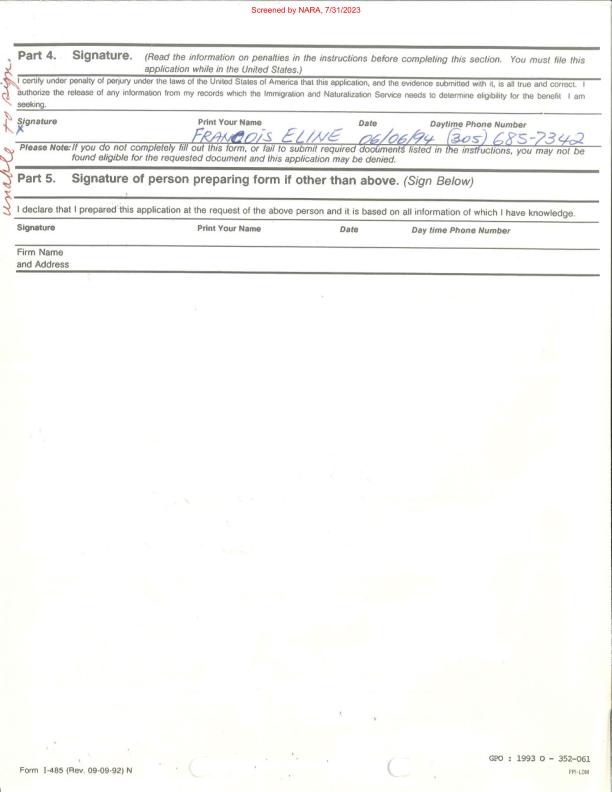 Screened by NARA, 7/31/2023
unable to sign.
Part 4. Signature. (Read the information on penalties in the instructions before completing this section. You must file this
application while in the United States.)
I certify under penalty of perjury under the laws of the United States of America that this application, and the evidence submitted with it, is all true and correct. I
authorize the release of any information from my records which the Immigration and Naturalization Service needs to determine eligibility for the benefit I am
seeking.
Signature Print Your Name Date Daytime Phone Number
X FRANCOIS ELINE 06/06/94 (305) 685-7342
Please Note: If you do not completely fill out this form, or fail to submit required documents listed in the instructions, you may not be
found eligible for the requested document and this application may be denied.
Part 5. Signature of person preparing form if other than above. (Sign Below)
I declare that I prepared this application at the request of the above person and it is based on all information of which I have knowledge.
Signature Print Your Name Date Day time Phone Number
Firm Name
and Address
GPO : 1993 O - 352-061
Form I-485 (Rev. 09-09-92) N
FPI-LOM